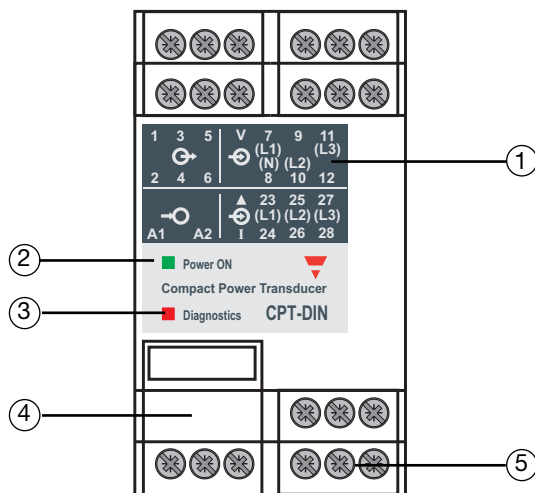 1 3 5 V 7 9 11
(L1) (L3)
(N) (L2)
2 4 6 8 10 12
23 25 27
(L1) (L2) (L3)
A1 A2 I 24 26 28
Power ON
Compact Power Transducer
Diagnostics CPT-DIN
1
2
3
4
5